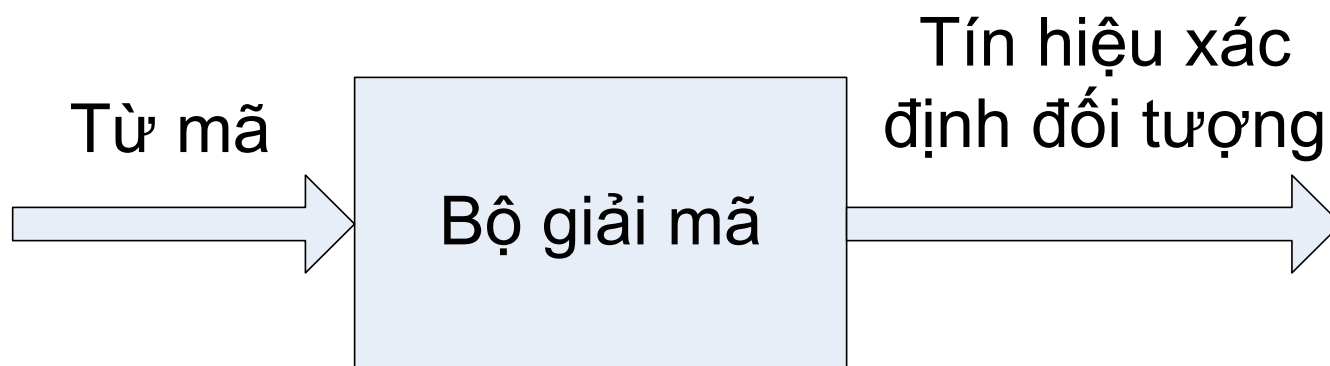 Từ mã
Bộ giải mã
Tín hiệu xác
định đối tượng